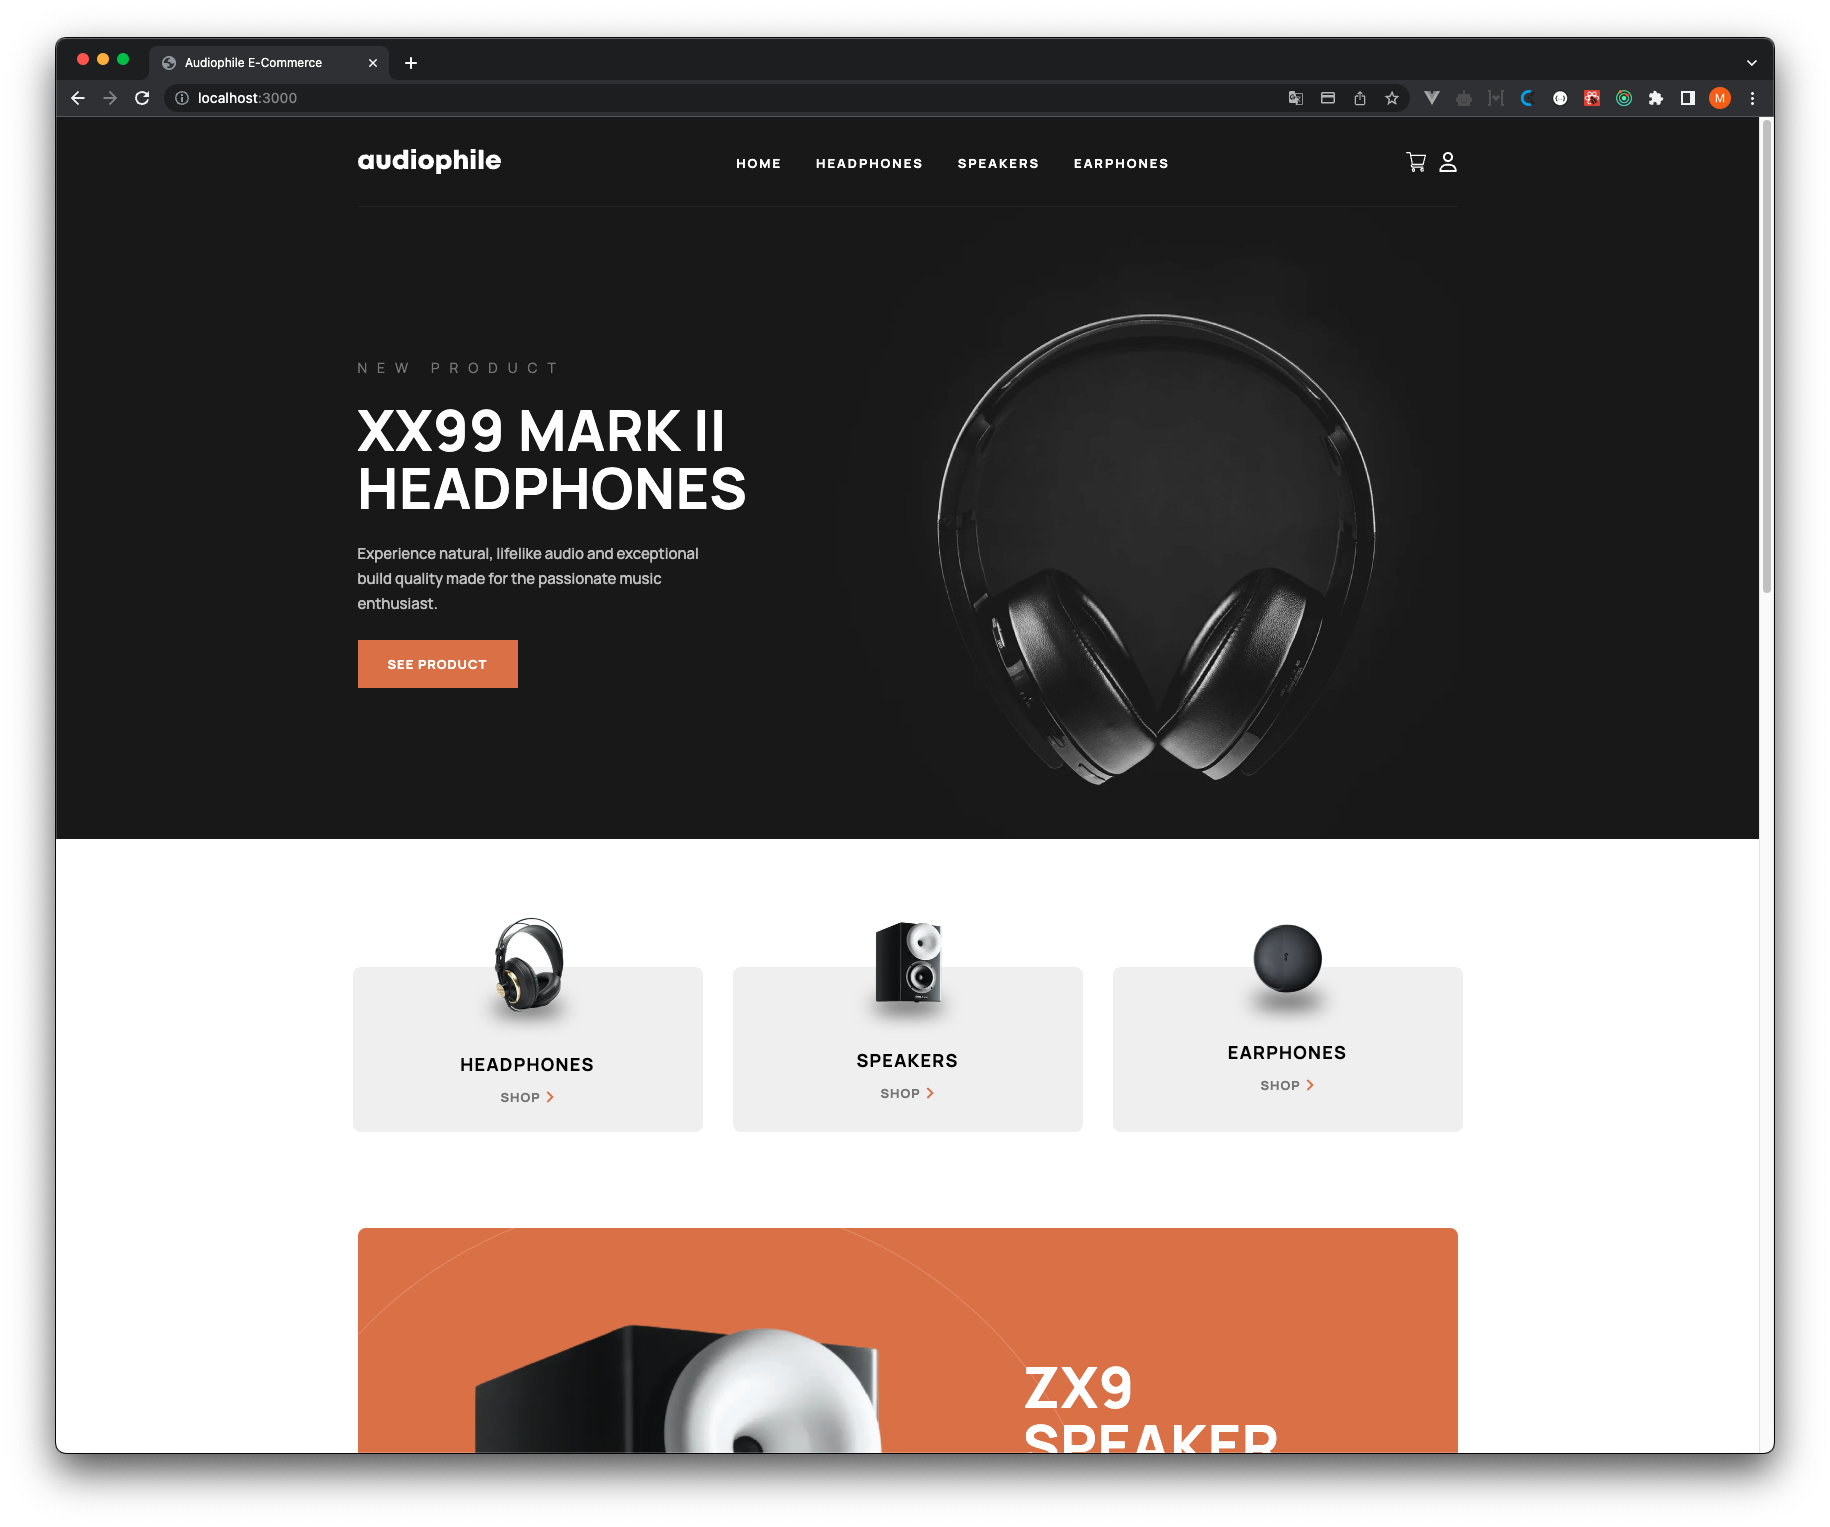 Audiophile E-Commerce
localhost:3000
M
audiophile
HOME HEADPHONES SPEAKERS EARPHONES
NEW PRODUCT
XX99 MARK II
HEADPHONES
Experience natural, lifelike audio and exceptional
build quality made for the passionate music
enthusiast.
SEE PRODUCT
HEADPHONES
SHOP
SPEAKERS
SHOP
EARPHONES
SHOP
ZX9
SPEAKER